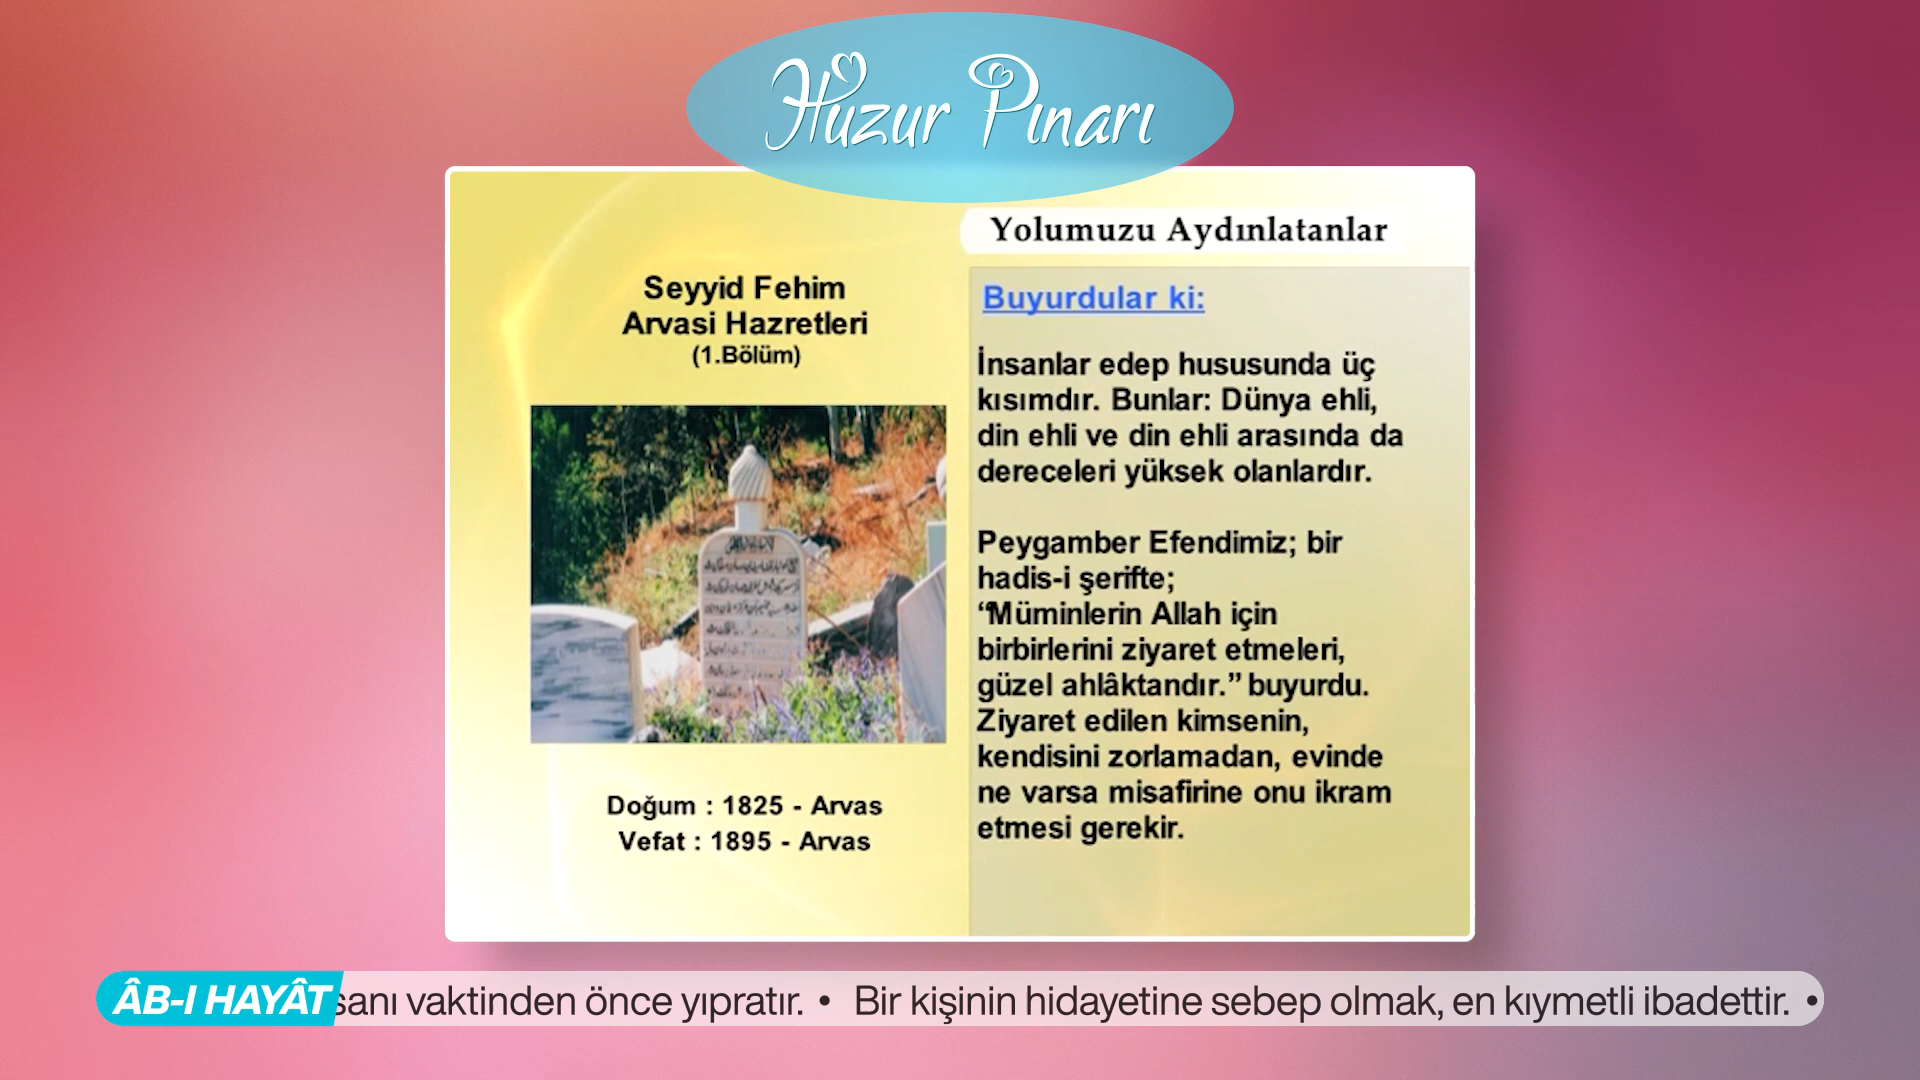 Huzur Pınarı
Yolumuzu Aydınlatanlar
Seyyid Fehim
Arvasi Hazretleri
(1.Bölüm)
Doğum : 1825 - Arvas
Vefat : 1895 - Arvas
Buyurdular ki:
İnsanlar edep hususunda üç
kısımdır. Bunlar: Dünya ehli,
din ehli ve din ehli arasında da
dereceleri yüksek olanlardır.
Peygamber Efendimiz; bir
hadis-i şerifte;
“Müminlerin Allah için
birbirlerini ziyaret etmeleri,
güzel ahlâktandır.” buyurdu.
Ziyaret edilen kimsenin,
kendisini zorlamadan, evinde
ne varsa misafirine onu ikram
etmesi gerekir.
ÂB-I HAYÂT sanı vaktinden önce yıpratır. • Bir kişinin hidayetine sebep olmak, en kıymetli ibadettir. •